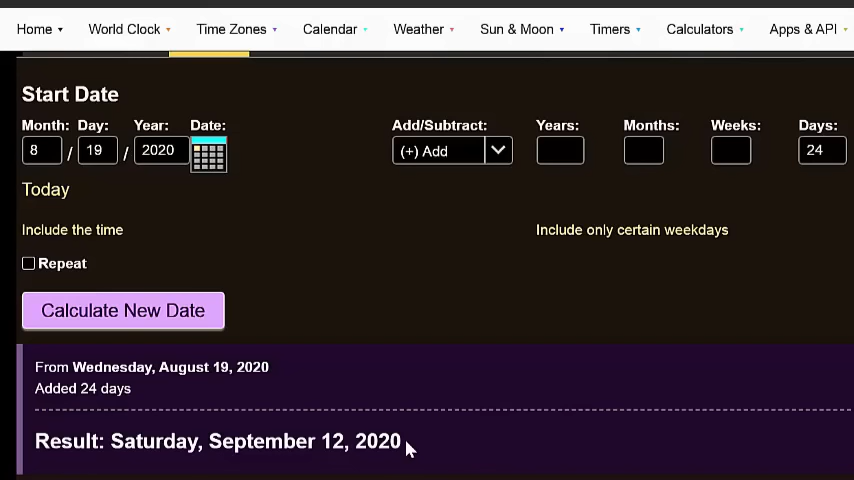 Home World Clock Time Zones Calendar Weather Sun & Moon Timers Calculators Apps & API
Start Date
Month: Day: Year: Date: Add/Subtract: Years: Months: Weeks: Days:
8 / 19 / 2020 (+) Add 24
Today
Include the time Include only certain weekdays
Repeat
Calculate New Date
From Wednesday, August 19, 2020
Added 24 days
Result: Saturday, September 12, 2020